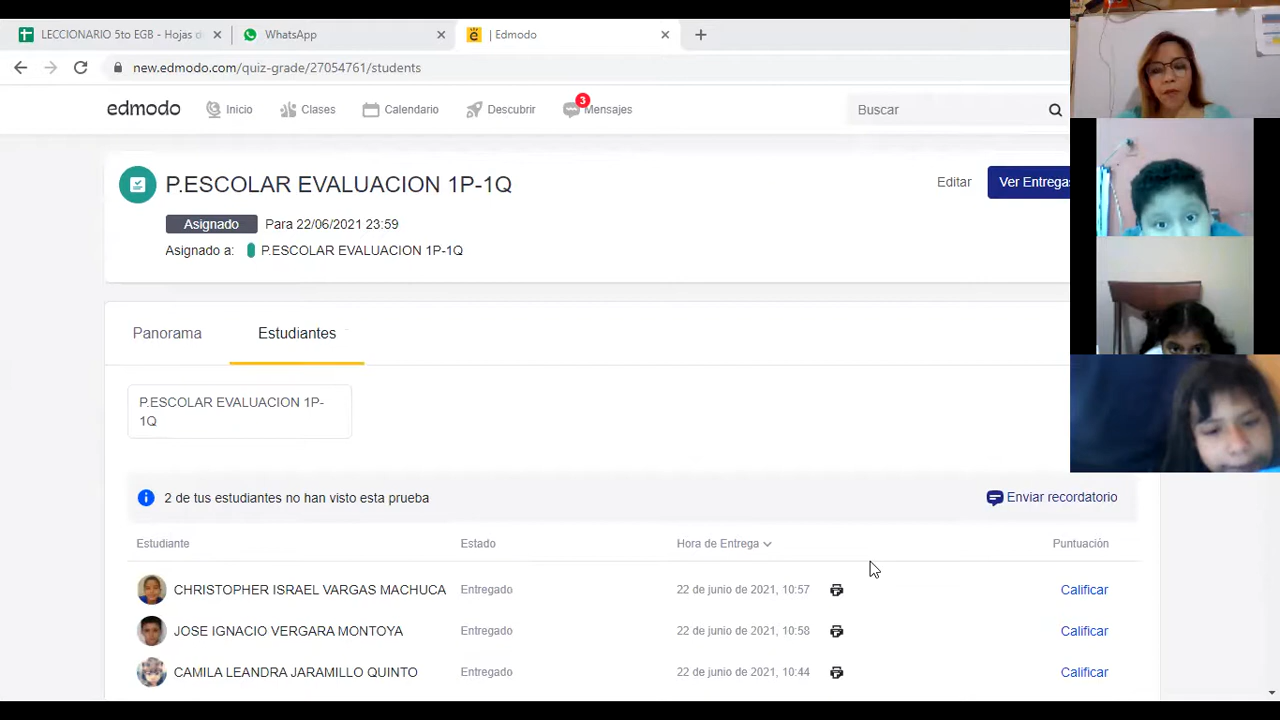 LECCIONARIO 5to EGB - Hojas d
WhatsApp
| Edmodo
new.edmodo.com/quiz-grade/27054761/students
edmodo
Inicio
Clases
Calendario
Descubrir
3
Mensajes
Buscar
P.ESCOLAR EVALUACION 1P-1Q
Editar
Ver Entregas
Asignado
Para 22/06/2021 23:59
Asignado a:
P.ESCOLAR EVALUACION 1P-1Q
Panorama
Estudiantes
P.ESCOLAR EVALUACION 1P-
1Q
2 de tus estudiantes no han visto esta prueba
Enviar recordatorio
Estudiante
Estado
Hora de Entrega
Puntuación
CHRISTOPHER ISRAEL VARGAS MACHUCA
Entregado
22 de junio de 2021, 10:57
Calificar
JOSE IGNACIO VERGARA MONTOYA
Entregado
22 de junio de 2021, 10:58
Calificar
CAMILA LEANDRA JARAMILLO QUINTO
Entregado
22 de junio de 2021, 10:44
Calificar